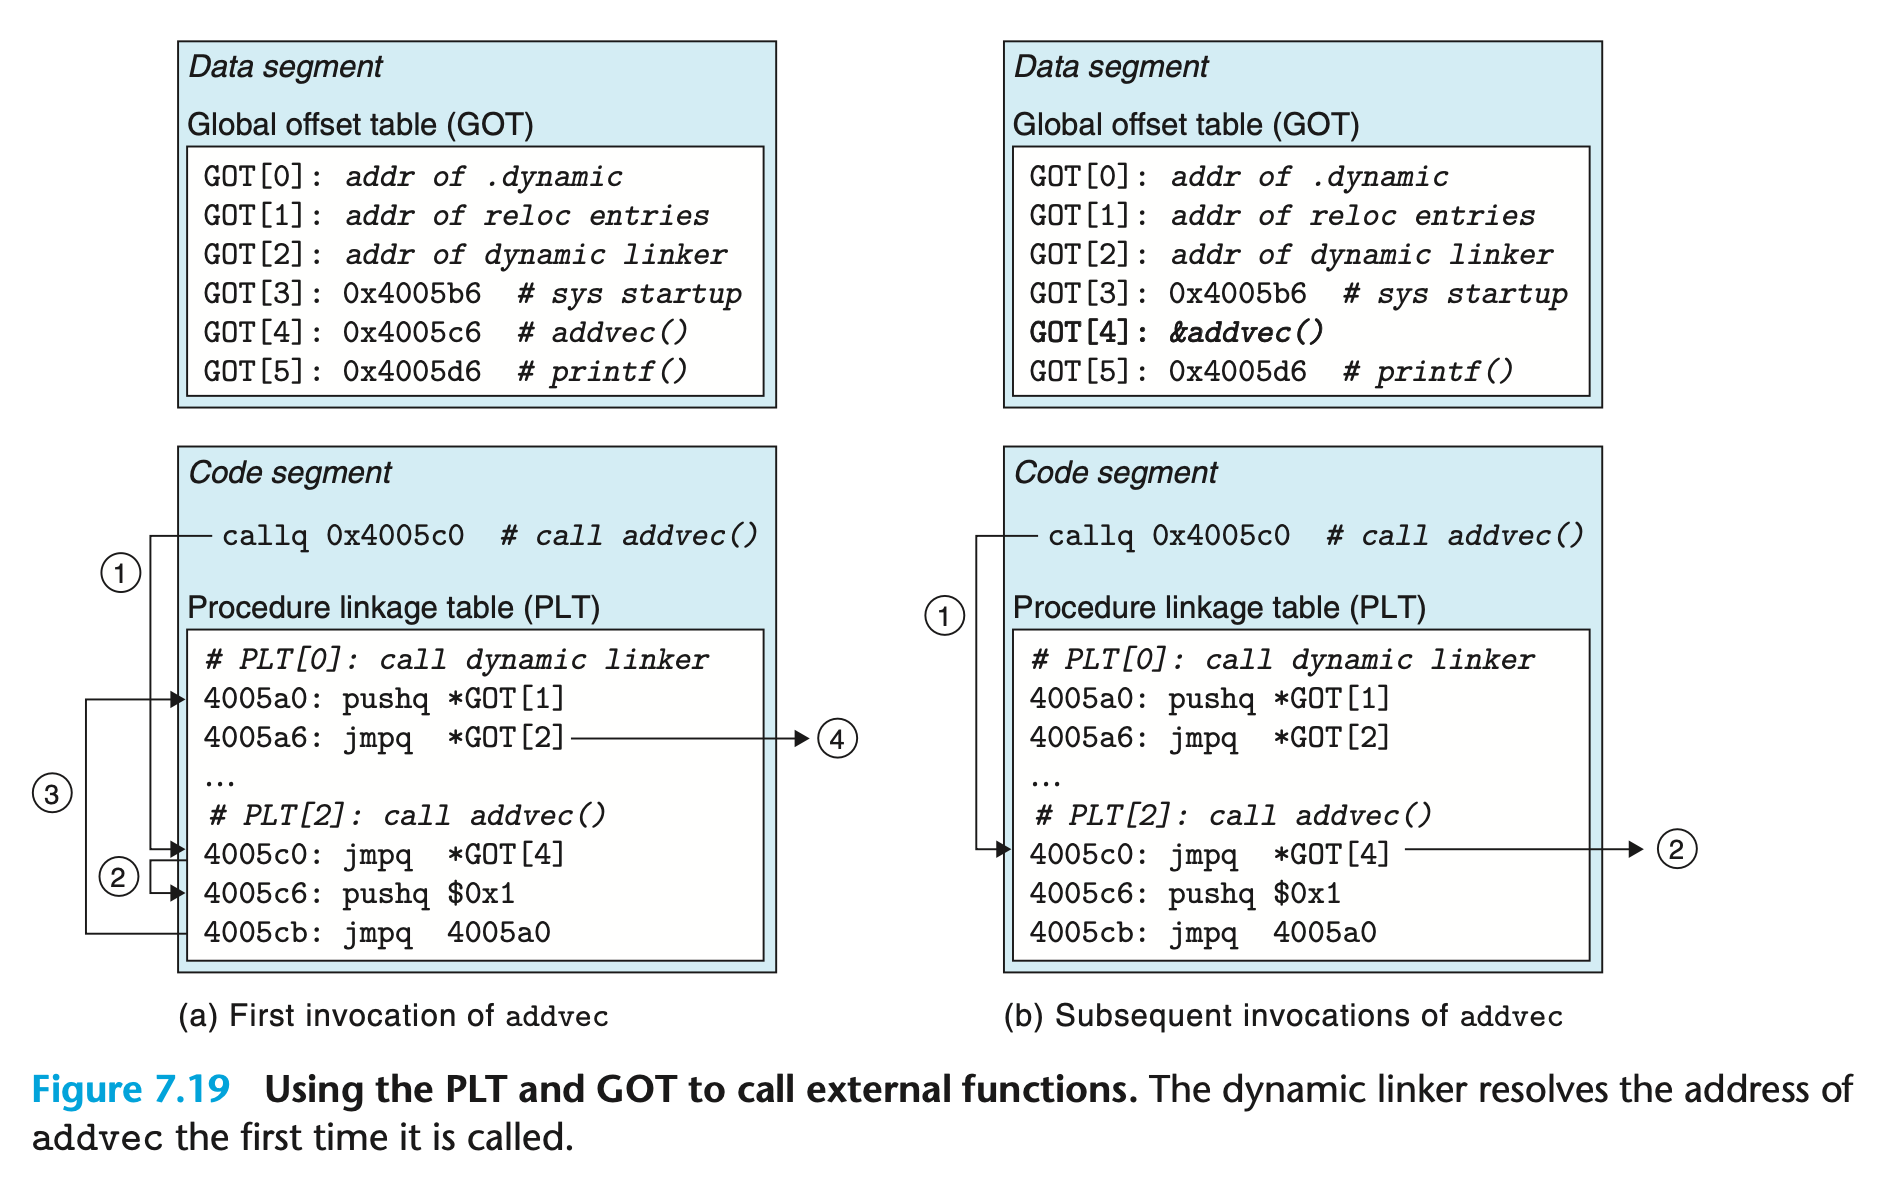 Data segment
Global offset table (GOT)
GOT[0]: addr of .dynamic
GOT[1]: addr of reloc entries
GOT[2]: addr of dynamic linker
GOT[3]: 0x4005b6 # sys startup
GOT[4]: 0x4005c6 # addvec()
GOT[5]: 0x4005d6 # printf()
Code segment
callq 0x4005c0 # call addvec()
1
Procedure linkage table (PLT)
# PLT[0]: call dynamic linker
4005a0: pushq *GOT[1]
4005a6: jmpq *GOT[2]
4
...
3
# PLT[2]: call addvec()
4005c0: jmpq *GOT[4]
2
4005c6: pushq $0x1
4005cb: jmpq 4005a0
(a) First invocation of addvec
Data segment
Global offset table (GOT)
GOT[0]: addr of .dynamic
GOT[1]: addr of reloc entries
GOT[2]: addr of dynamic linker
GOT[3]: 0x4005b6 # sys startup
GOT[4]: &addvec()
GOT[5]: 0x4005d6 # printf()
Code segment
callq 0x4005c0 # call addvec()
1
Procedure linkage table (PLT)
# PLT[0]: call dynamic linker
4005a0: pushq *GOT[1]
4005a6: jmpq *GOT[2]
...
# PLT[2]: call addvec()
4005c0: jmpq *GOT[4]
2
4005c6: pushq $0x1
4005cb: jmpq 4005a0
(b) Subsequent invocations of addvec
Figure 7.19 Using the PLT and GOT to call external functions. The dynamic linker resolves the address of
addvec the first time it is called.